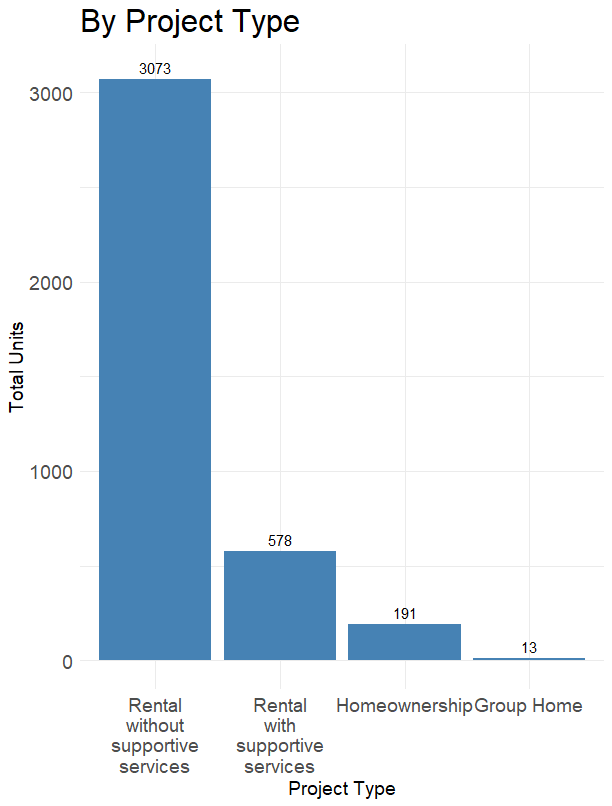 By Project Type
3073
3000
2000
Total Units
1000
578
191
13
0
Rental
without
supportive
services
Rental
with
supportive
services
Homeownership
Group Home
Project Type